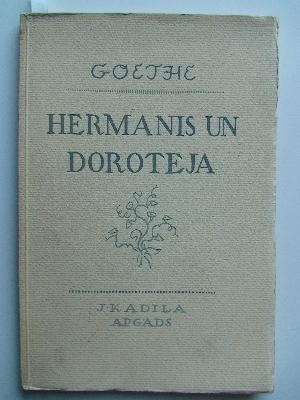 GOETHE
HERMANIS UN
DOROTEJA
J·KADILA
APGADS